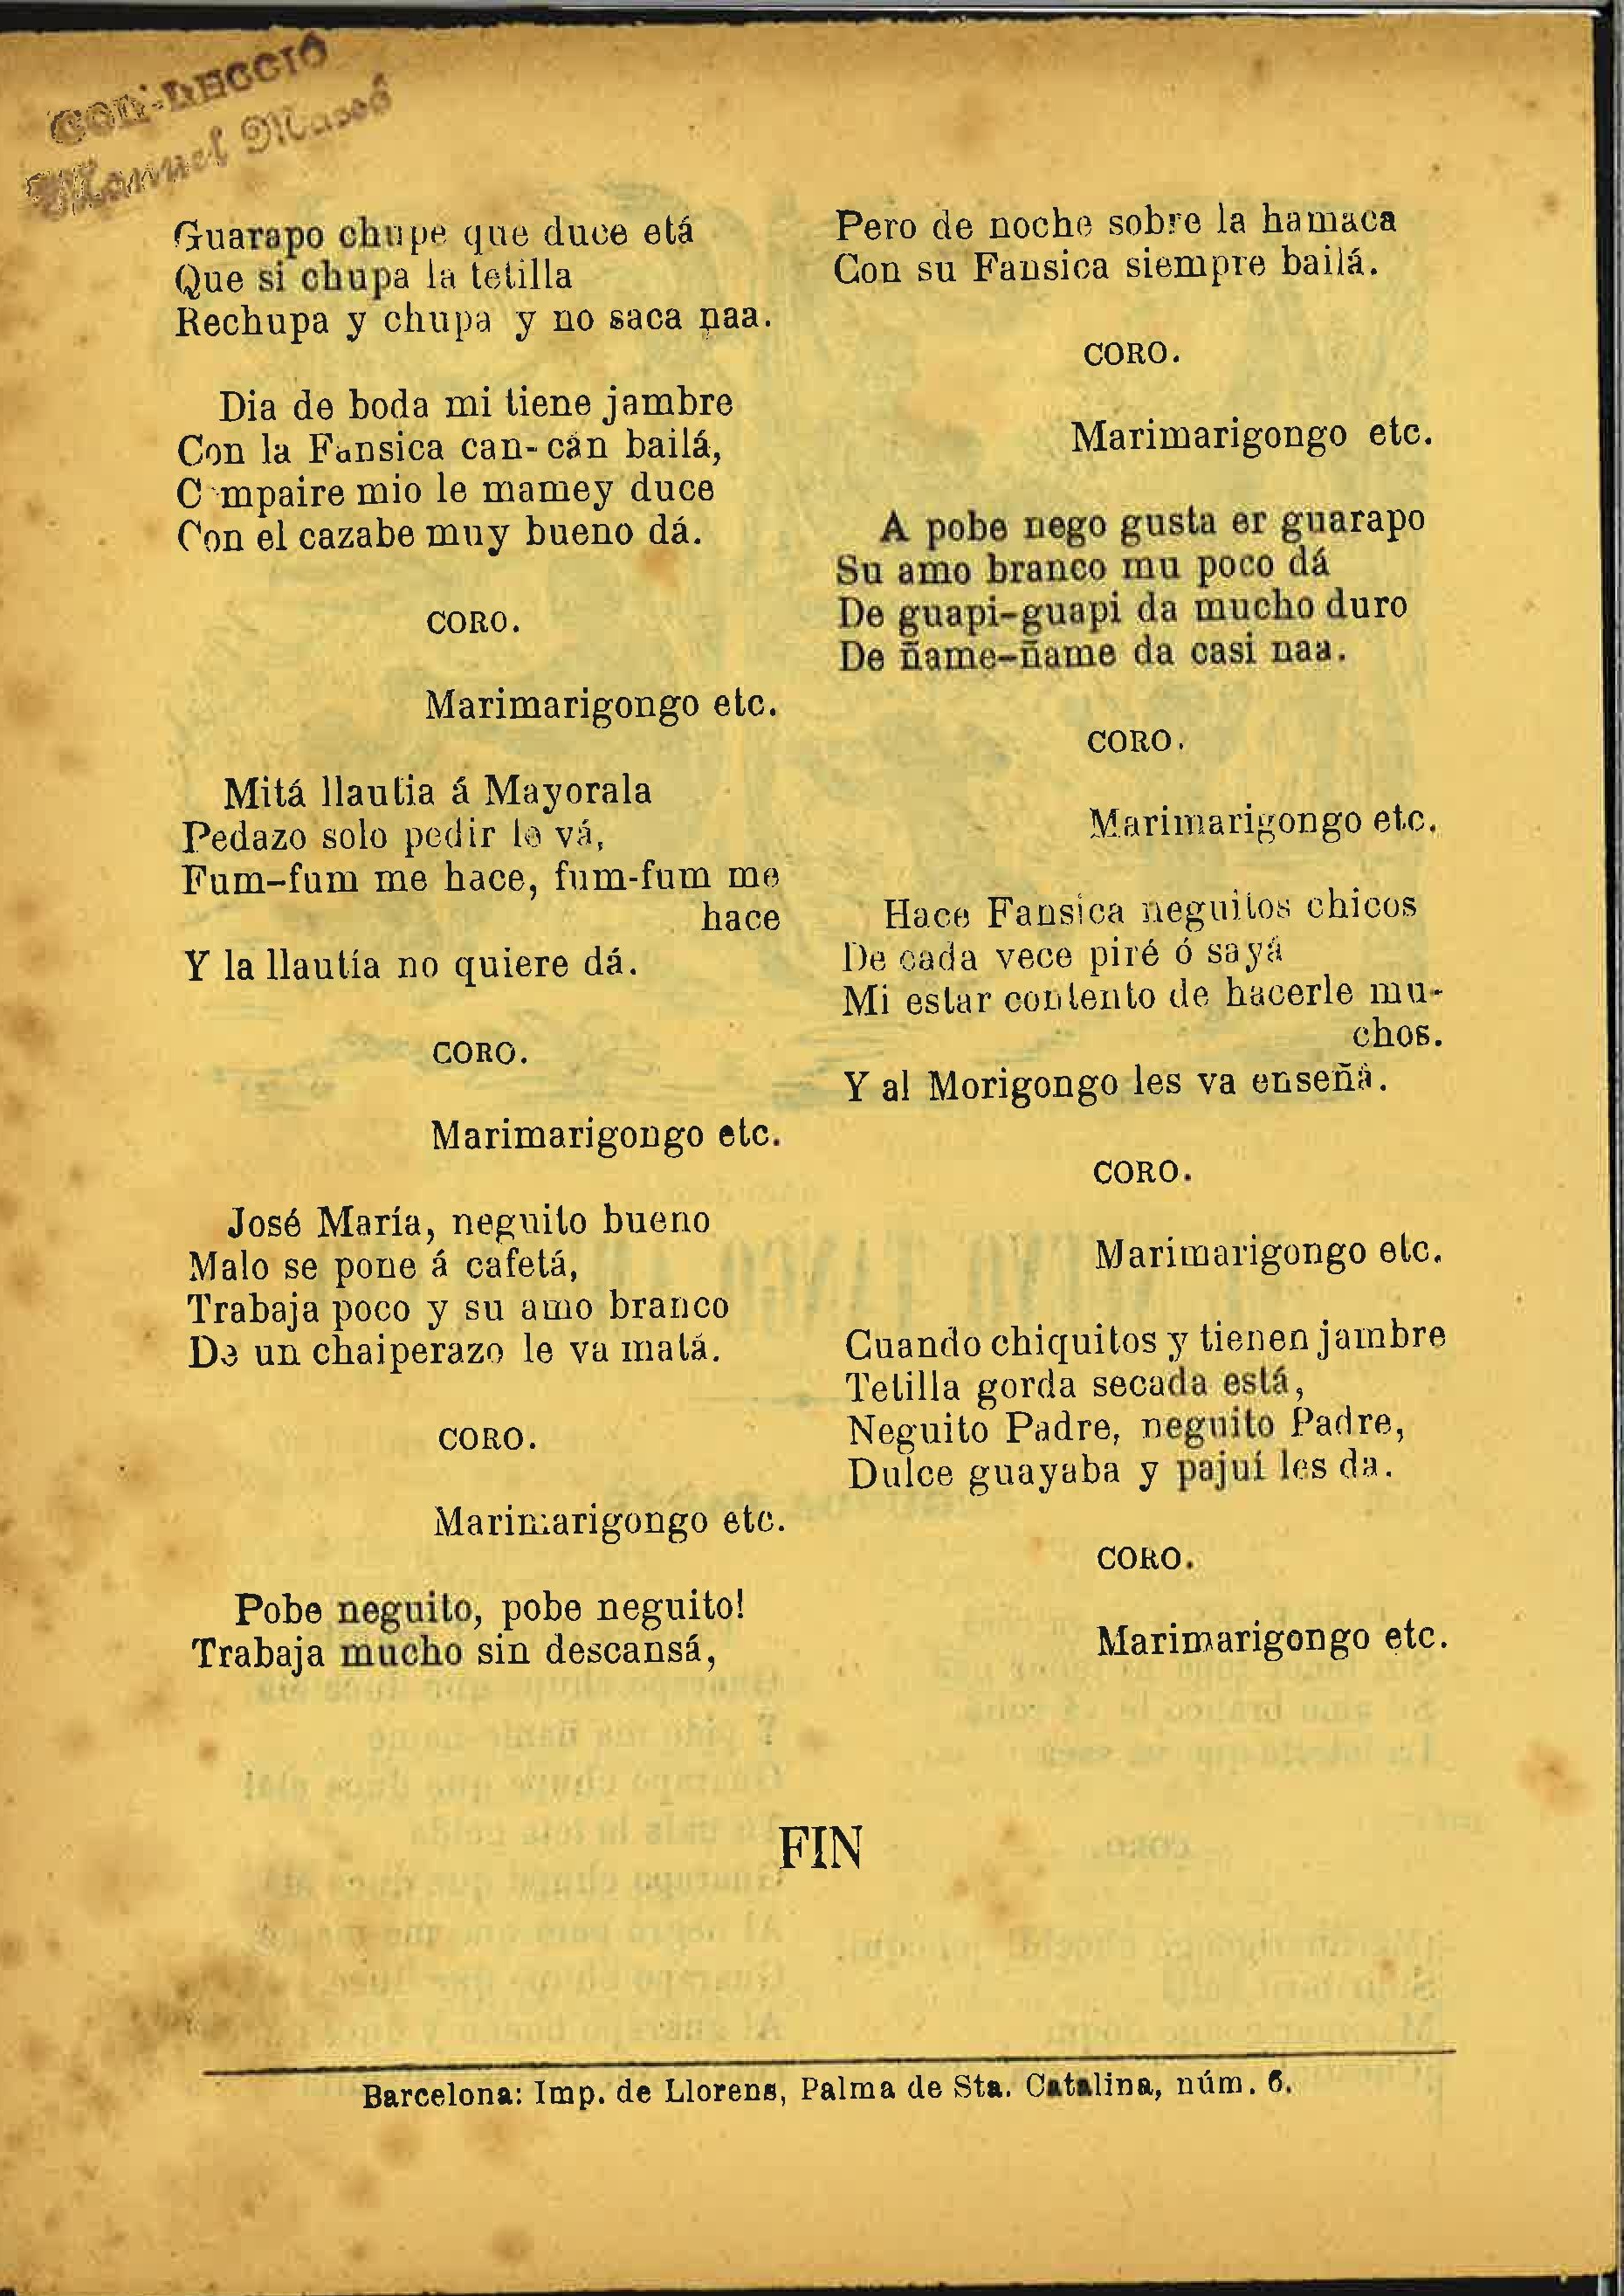 COL·LECCIÓ
Manuel Massó
Guarapo chupe que duce etá
Que si chupa la tetilla
Rechupa y chupa y no saca naa.
Dia de boda mi tiene jambre
Con la Fansica can-cán bailá,
Compaire mio le mamey duce
Con el cazabe muy bueno dá.
CORO.
Marimarigongo etc.
Mitá llautia á Mayorala
Pedazo solo pedir le vá,
Fum-fum me hace, fum-fum me
hace
Y la llautía no quiere dá.
CORO.
Marimarigongo etc.
José María, neguito bueno
Malo se pone á cafetá,
Trabaja poco y su amo branco
De un chaiperazo le va matá.
CORO.
Marimarigongo etc.
Pobe neguito, pobe neguito!
Trabaja mucho sin descansá,
Pero de noche sobre la hamaca
Con su Fansica siempre bailá.
CORO.
Marimarigongo etc.
A pobe nego gusta er guarapo
Su amo branco mu poco dá
De guapi-guapi da mucho duro
De ñame-ñame da casi naa.
CORO.
Marimarigongo etc.
Hace Fansica neguitos chicos
De cada vece piré ó sayá
Mi estar contento de hacerle mu-
chos.
Y al Morigongo les va enseñá.
CORO.
Marimarigongo etc.
Cuando chiquitos y tienen jambre
Tetilla gorda secada está,
Neguito Padre, neguito Padre,
Dulce guayaba y pajuí les da.
CORO.
Marimarigongo etc.
FIN
Barcelona: Imp. de Llorens, Palma de Sta. Catalina, núm. 6.